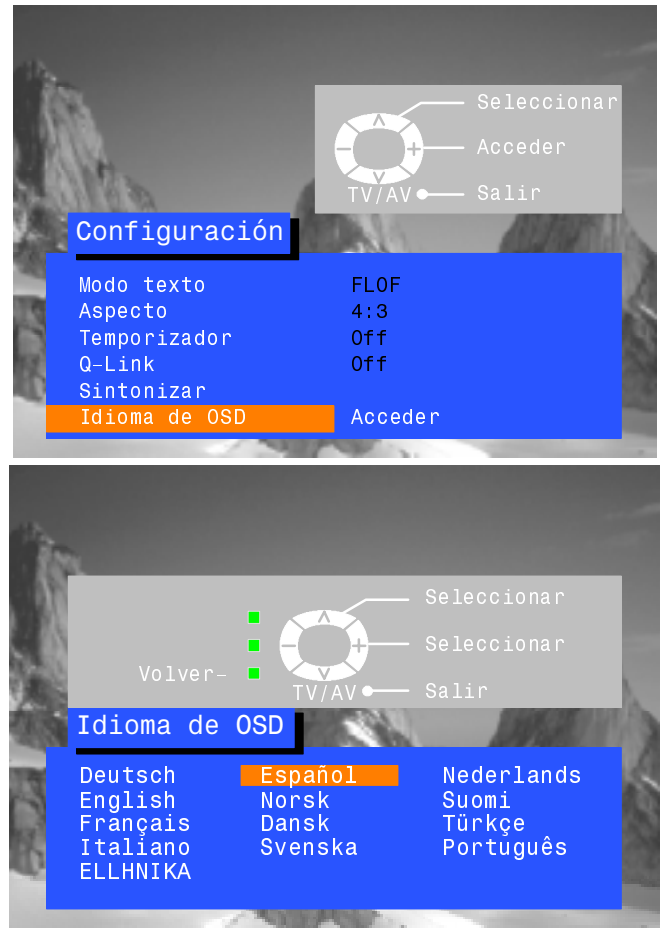 Seleccionar
Acceder
TV/AV Salir
Configuración
Modo texto FLOF
Aspecto 4:3
Temporizador Off
Q-Link Off
Sintonizar
Idioma de OSD Acceder
Seleccionar
Seleccionar
Volver-
TV/AV Salir
Idioma de OSD
Deutsch Español Nederlands
English Norsk Suomi
Français Dansk Türkçe
Italiano Svenska Português
ELLHNIKA